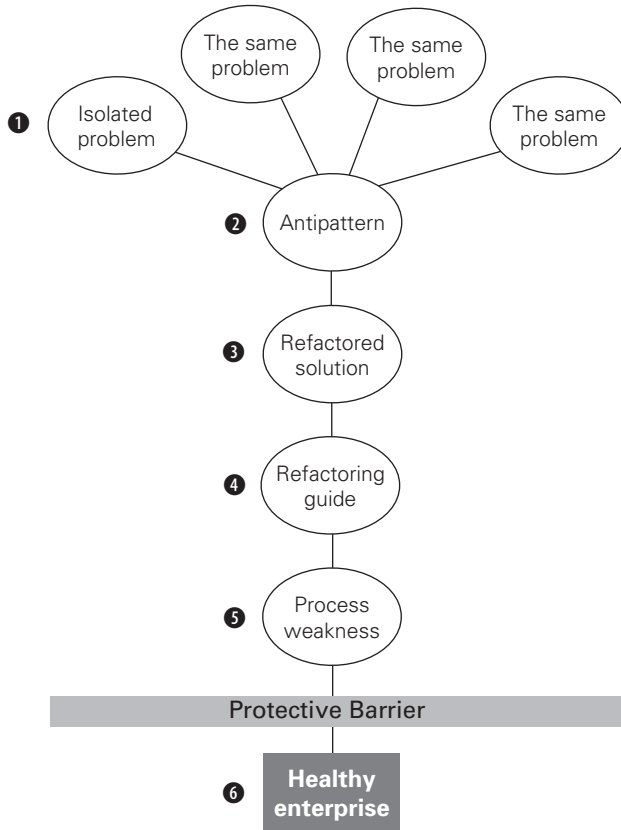 The same
problem
The same
problem
❶
Isolated
problem
The same
problem
❷
Antipattern
❸
Refactored
solution
❹
Refactoring
guide
❺
Process
weakness
Protective Barrier
❻
Healthy
enterprise